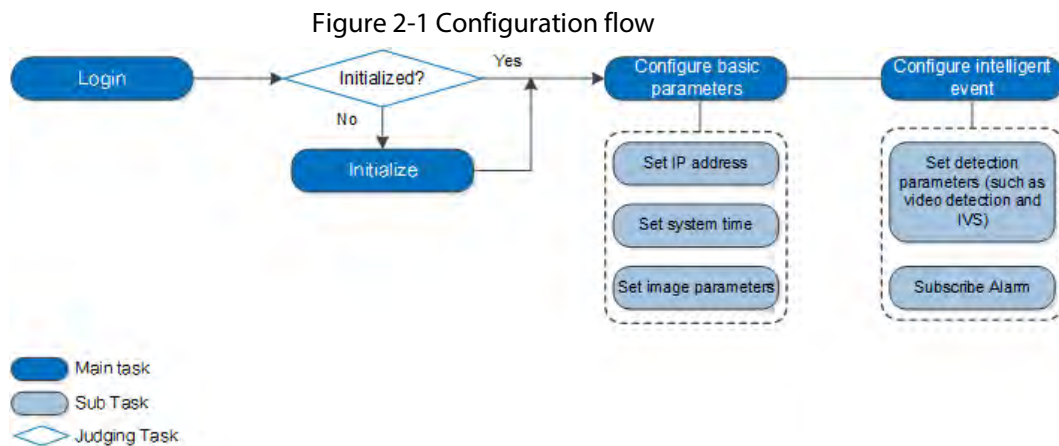 Figure 2-1 Configuration flow
Login
Initialized?
Yes
No
Initialize
Configure basic
parameters
Set IP address
Set system time
Set image parameters
Configure intelligent
event
Set detection
parameters (such as
video detection and
IVS)
Subscribe Alarm
Main task
Sub Task
Judging Task